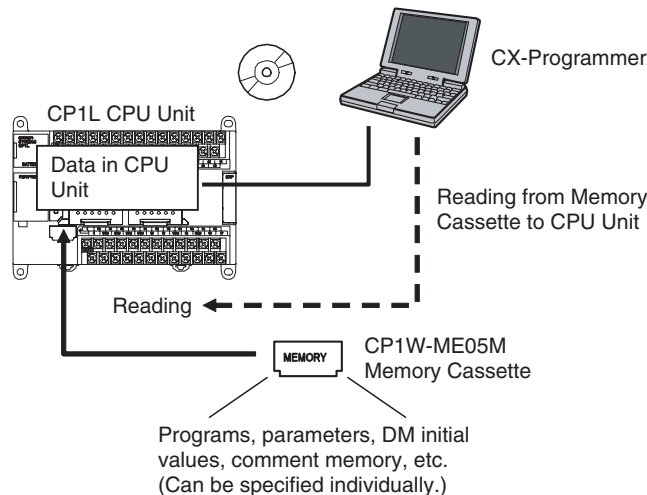 CX-Programmer
CP1L CPU Unit
Data in CPU
Unit
Reading from Memory
Cassette to CPU Unit
Reading
MEMORY
CP1W-ME05M
Memory Cassette
Programs, parameters, DM initial
values, comment memory, etc.
(Can be specified individually.)